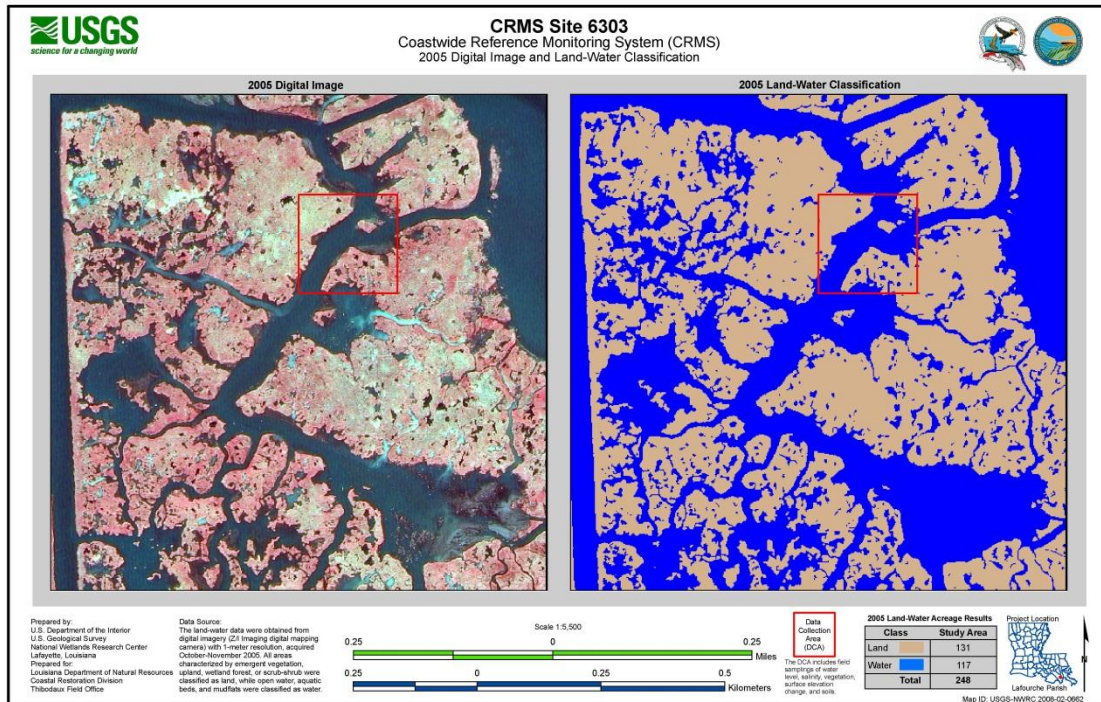 USGS
science for a changing world
CRMS Site 6303
Coastwide Reference Monitoring System (CRMS)
2005 Digital Image and Land-Water Classification
2005 Digital Image
2005 Land-Water Classification
Prepared by:
U.S. Department of the Interior
U.S. Geological Survey
National Wetlands Research Center
Lafayette, Louisiana
Prepared for:
Louisiana Department of Natural Resources
Coastal Restoration Division
Thibodaux Field Office
Data Source:
The land-water data were obtained from
digital imagery (Z/I Imaging digital mapping
camera) with 1-meter resolution, acquired
October-November 2005. All areas
characterized by emergent vegetation,
upland, wetland forest, or scrub-shrub were
classified as land, while open water, aquatic
beds, and mudflats were classified as water.
Scale 1:5,500
0.25 0 0.25
Miles
0.25 0 0.25 0.5
Kilometers
Data
Collection
Area
(DCA)
The DCA includes field
samplings of water
level, salinity, vegetation,
surface elevation
change, and soils.
2005 Land-Water Acreage Results
Class Study Area
Land 131
Water 117
Total 248
Project Location
Lafourche Parish
N
Map ID: USGS-NWRC 2008-02-0662